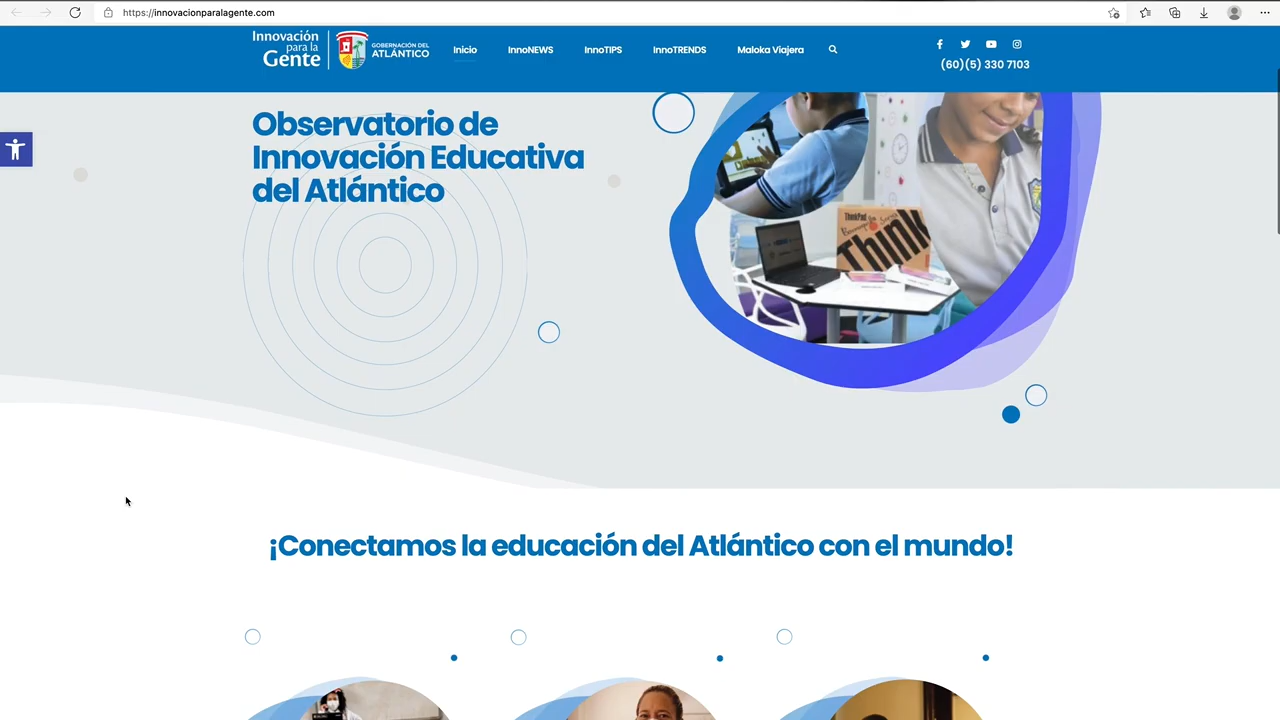 https://innovacionparalagente.com
Innovación
para la
Gente
GOBERNACIÓN DEL
ATLÁNTICO
Inicio
InnoNEWS
InnoTIPS
InnoTRENDS
Maloka Viajera
(60)(5) 330 7103
Observatorio de
Innovación Educativa
del Atlántico
ThinkPad
Think
¡Conectamos la educación del Atlántico con el mundo!